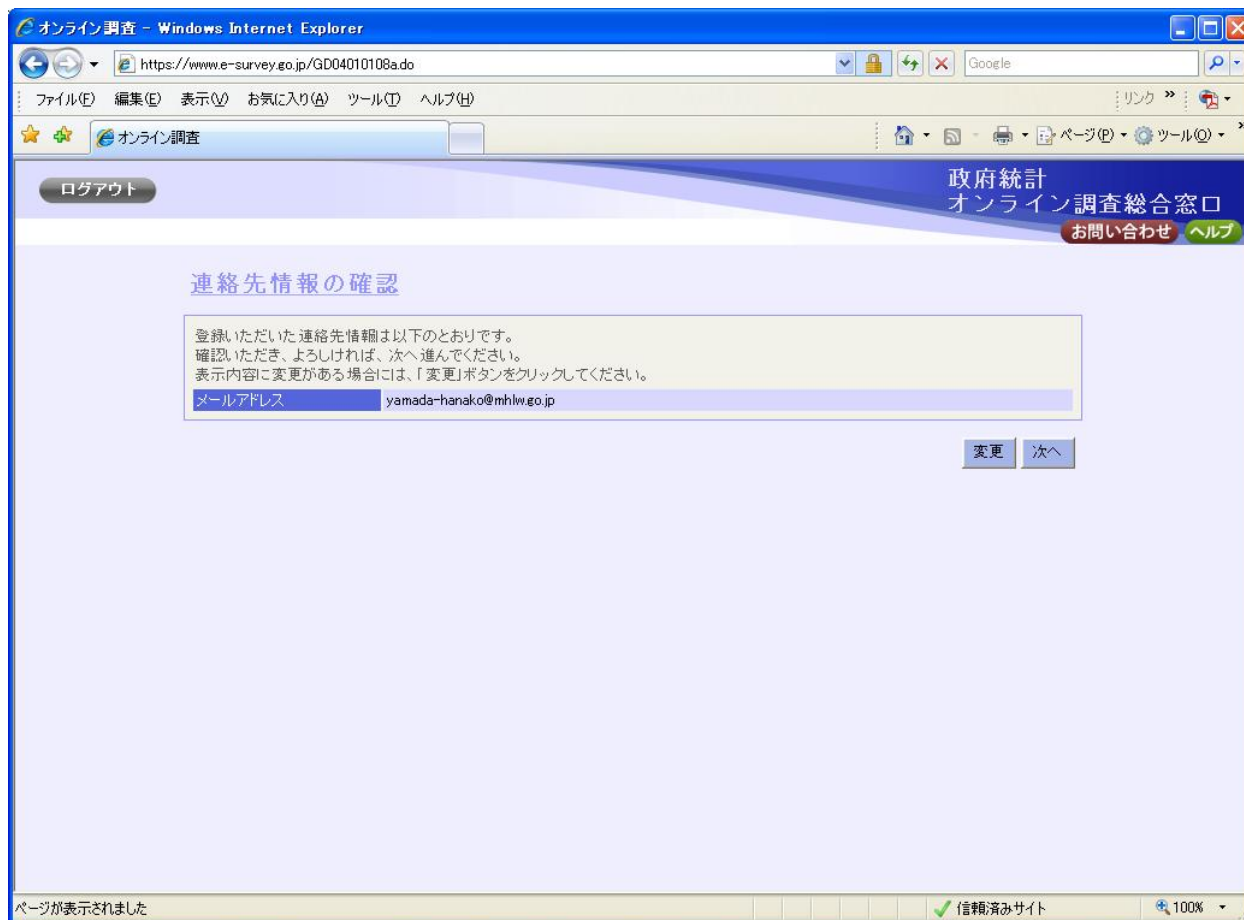 オンライン調査 - Windows Internet Explorer
https://www.e-survey.go.jp/GD04010108a.do
Google
ファイル(F) 編集(E) 表示(V) お気に入り(A) ツール(T) ヘルプ(H)
リンク »
オンライン調査
ページ(P) ツール(O)
ログアウト
政府統計
オンライン調査総合窓口
お問い合わせ ヘルプ
連絡先情報の確認
登録いただいた連絡先情報は以下のとおりです。
確認いただき、よろしければ、次へ進んでください。
表示内容に変更がある場合には、「変更」ボタンをクリックしてください。
メールアドレス yamada-hanako@mhlw.go.jp
変更 次へ
ページが表示されました
信頼済みサイト
100%